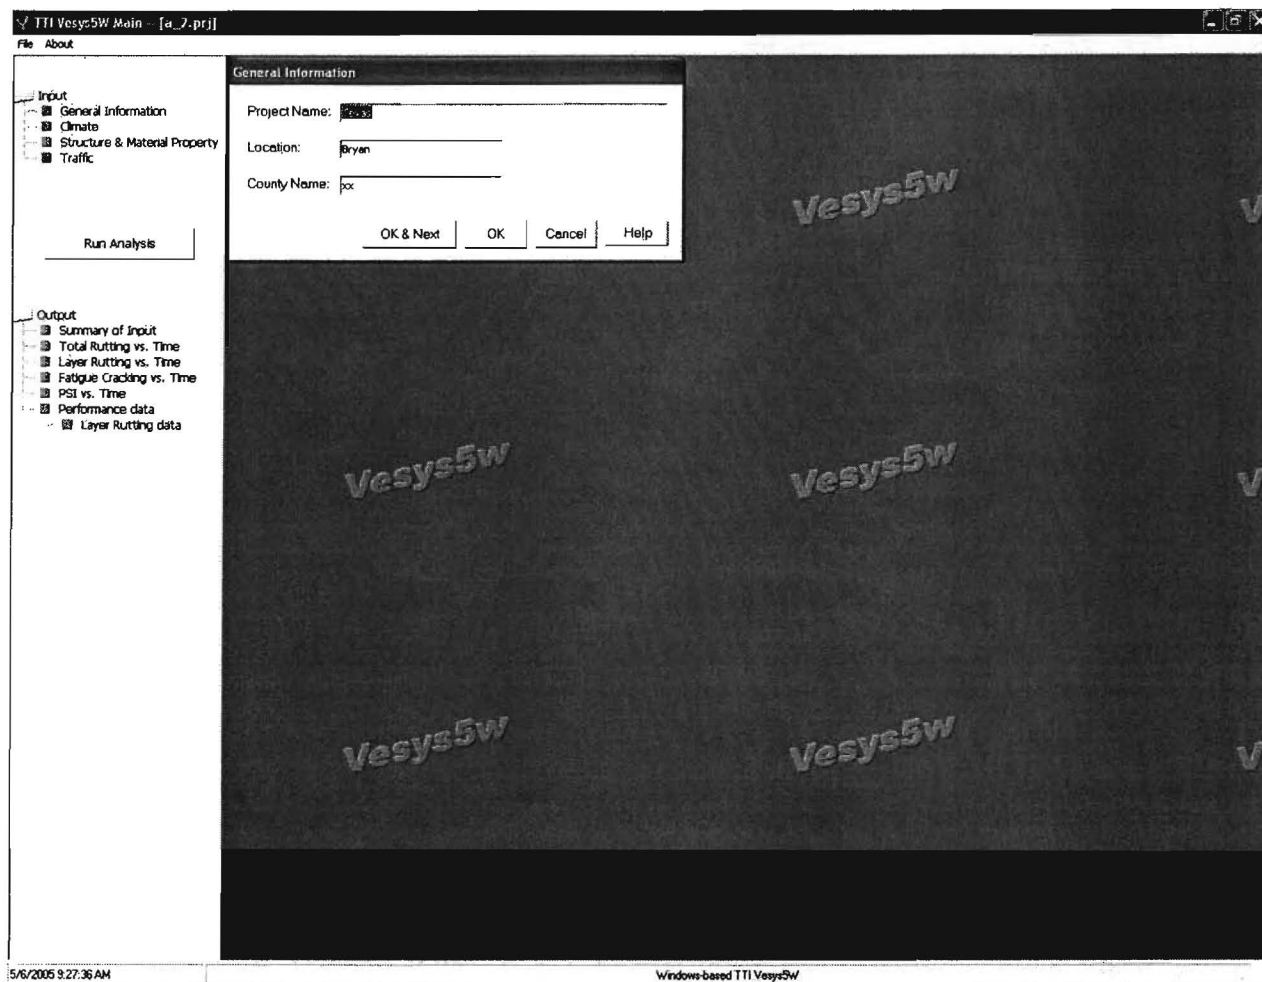 TTI Vesys5W Main -- [a_2.prj]
File About
Input
General Information
Climate
Structure & Material Property
Traffic
Run Analysis
Output
Summary of Input
Total Rutting vs. Time
Layer Rutting vs. Time
Fatigue Cracking vs. Time
PSI vs. Time
Performance data
Layer Rutting data
General Information
Project Name:
Location: Bryan
County Name: xx
OK & Next OK Cancel Help
Vesys5w
Vesys5w
Vesys5w
Vesys5w
Vesys5w
5/6/2005 9:27:36 AM
Windows-based TTI Vesys5W